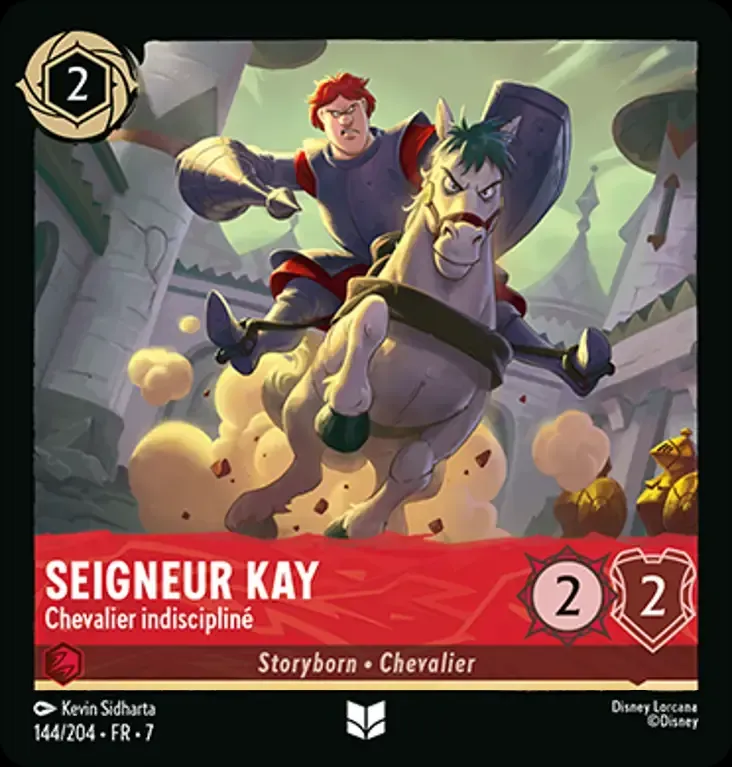 2
SEIGNEUR KAY
Chevalier indiscipliné
2
2
Storyborn • Chevalier
Kevin Sidharta
144/204 • FR • 7
Disney Lorcana
©Disney